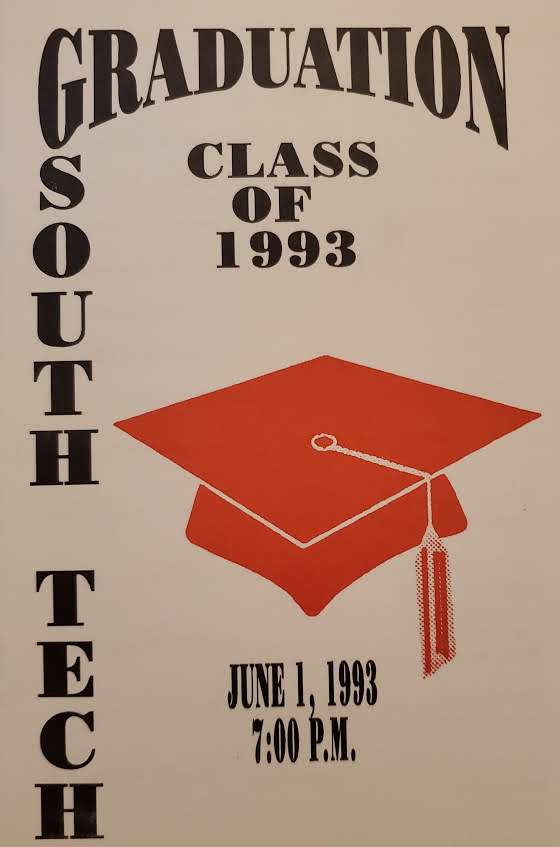 GRADUATION
CLASS
OF
1993
SOUTH TECH
JUNE 1, 1993
7:00 P.M.